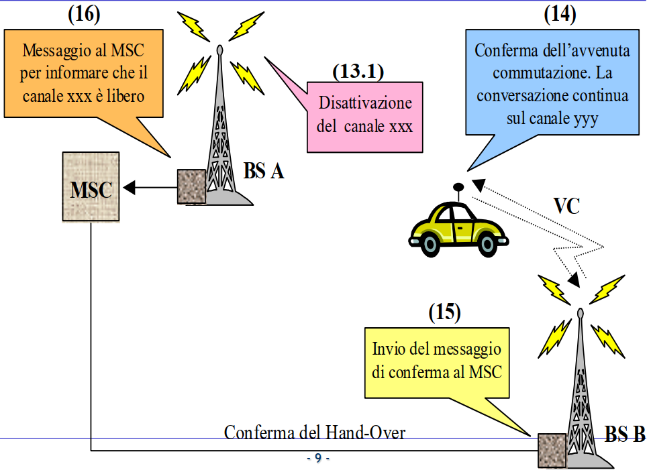 (16)
Messaggio al MSC
per informare che il
canale xxx è libero
(13.1)
Disattivazione
del canale xxx
(14)
Conferma dell'avvenuta
commutazione. La
conversazione continua
sul canale yyy
BS A
MSC
VC
(15)
Invio del messaggio
di conferma al MSC
Conferma del Hand-Over
BS B
- 9 -